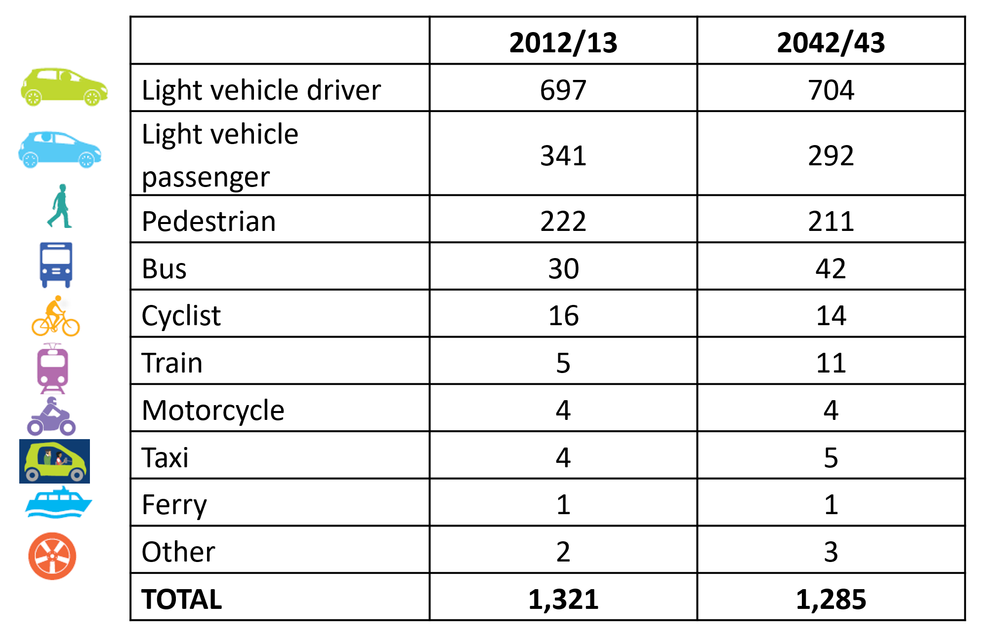 2012/13 2042/43
Light vehicle driver 697 704
Light vehicle
passenger 341 292
Pedestrian 222 211
Bus 30 42
Cyclist 16 14
Train 5 11
Motorcycle 4 4
Taxi 4 5
Ferry 1 1
Other 2 3
TOTAL 1,321 1,285